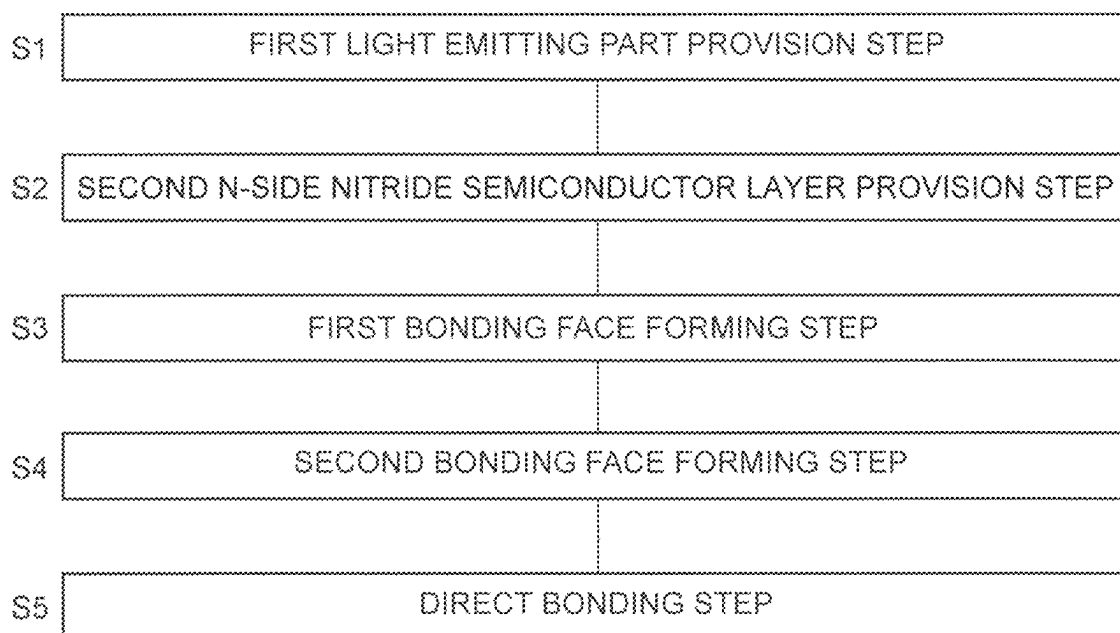 S1 FIRST LIGHT EMITTING PART PROVISION STEP
S2 SECOND N-SIDE NITRIDE SEMICONDUCTOR LAYER PROVISION STEP
S3 FIRST BONDING FACE FORMING STEP
S4 SECOND BONDING FACE FORMING STEP
S5 DIRECT BONDING STEP